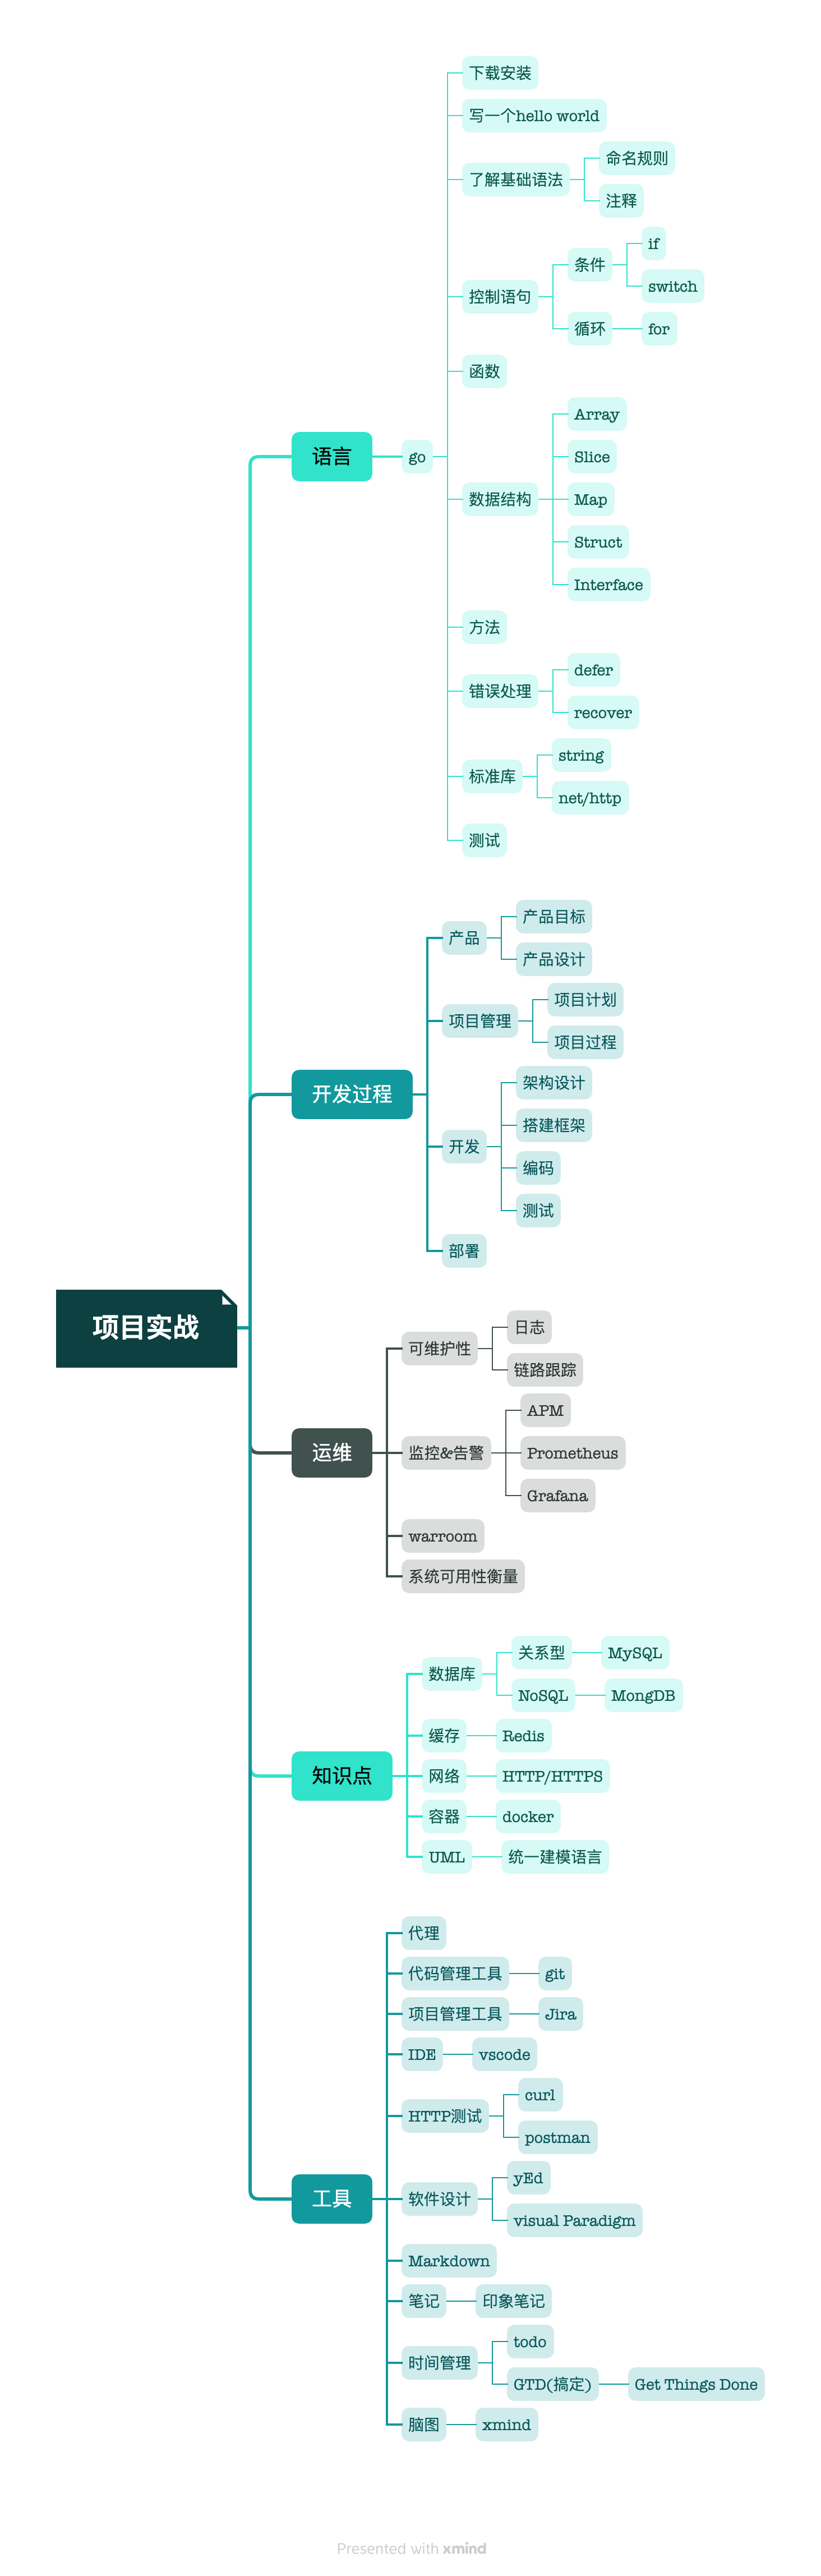 项目实战
语言
go
下载安装
写一个hello world
了解基础语法
命名规则
注释
控制语句
条件
if
switch
循环
for
函数
数据结构
Array
Slice
Map
Struct
Interface
方法
错误处理
defer
recover
标准库
string
net/http
测试
开发过程
产品
产品目标
产品设计
项目管理
项目计划
项目过程
开发
架构设计
搭建框架
编码
测试
部署
运维
可维护性
日志
链路跟踪
监控&告警
APM
Prometheus
Grafana
warroom
系统可用性衡量
知识点
数据库
关系型
MySQL
NoSQL
MongDB
缓存
Redis
网络
HTTP/HTTPS
容器
docker
UML
统一建模语言
工具
代理
代码管理工具
git
项目管理工具
Jira
IDE
vscode
HTTP测试
curl
postman
软件设计
yEd
visual Paradigm
Markdown
笔记
印象笔记
时间管理
todo
GTD(搞定)
Get Things Done
脑图
xmind
Presented with xmind